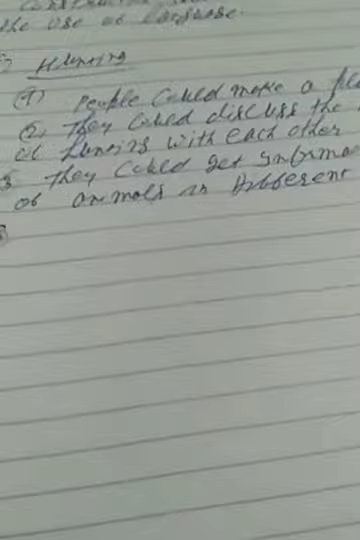 the use of language.
Hunting
(1) People Could make a
2. They Could discuss the
of hunting with each other
3. They Could get Informa
of animals in Different